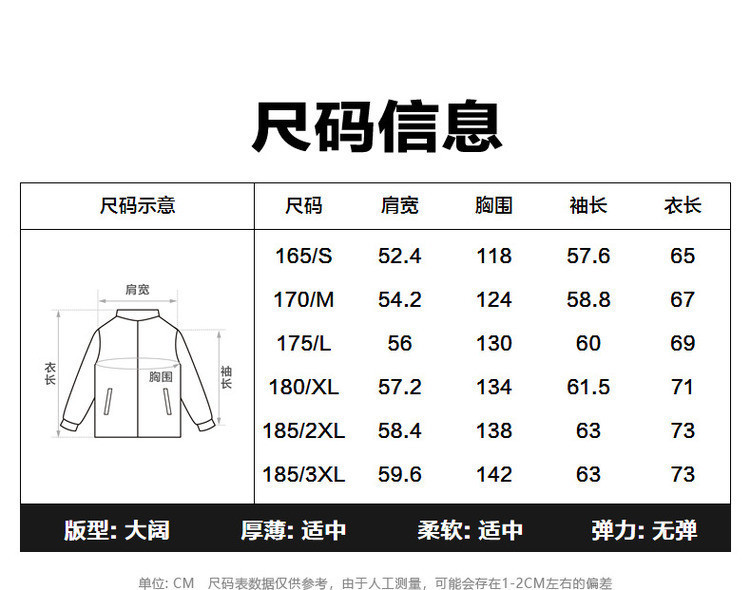 尺码信息
尺码示意 尺码 肩宽 胸围 袖长 衣长
165/S 52.4 118 57.6 65
170/M 54.2 124 58.8 67
175/L 56 130 60 69
180/XL 57.2 134 61.5 71
185/2XL 58.4 138 63 73
185/3XL 59.6 142 63 73
肩宽
衣长
胸围
袖长
版型: 大阔 厚薄: 适中 柔软: 适中 弹力: 无弹
单位: CM 尺码表数据仅供参考，由于人工测量，可能会存在1-2CM左右的偏差